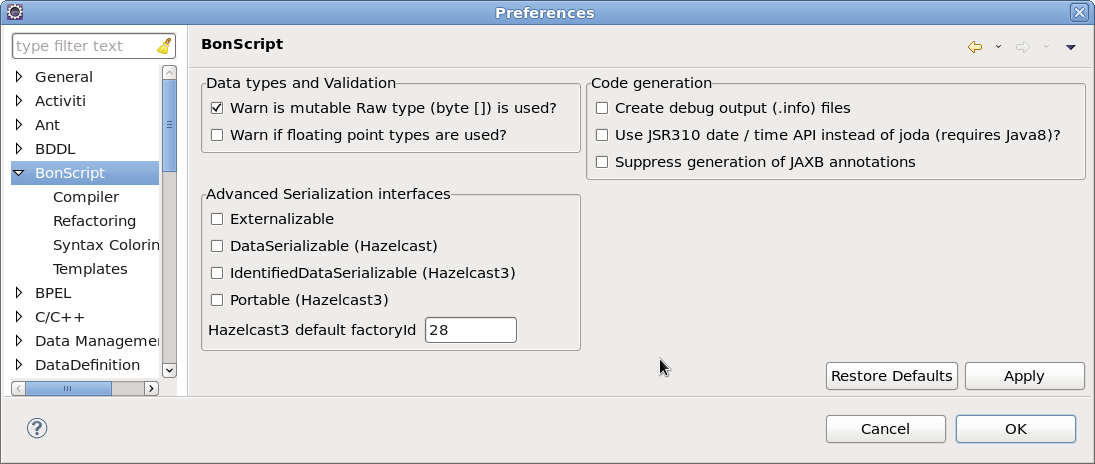 Preferences
type filter text
General
Activiti
Ant
BDDL
BonScript
Compiler
Refactoring
Syntax Colorin
Templates
BPEL
C/C++
Data Manageme
DataDefinition
BonScript
Data types and Validation
Warn is mutable Raw type (byte []) is used?
Warn if floating point types are used?
Code generation
Create debug output (.info) files
Use JSR310 date / time API instead of joda (requires Java8)?
Suppress generation of JAXB annotations
Advanced Serialization interfaces
Externalizable
DataSerializable (Hazelcast)
IdentifiedDataSerializable (Hazelcast3)
Portable (Hazelcast3)
Hazelcast3 default factoryId 28
Restore Defaults Apply
? Cancel OK